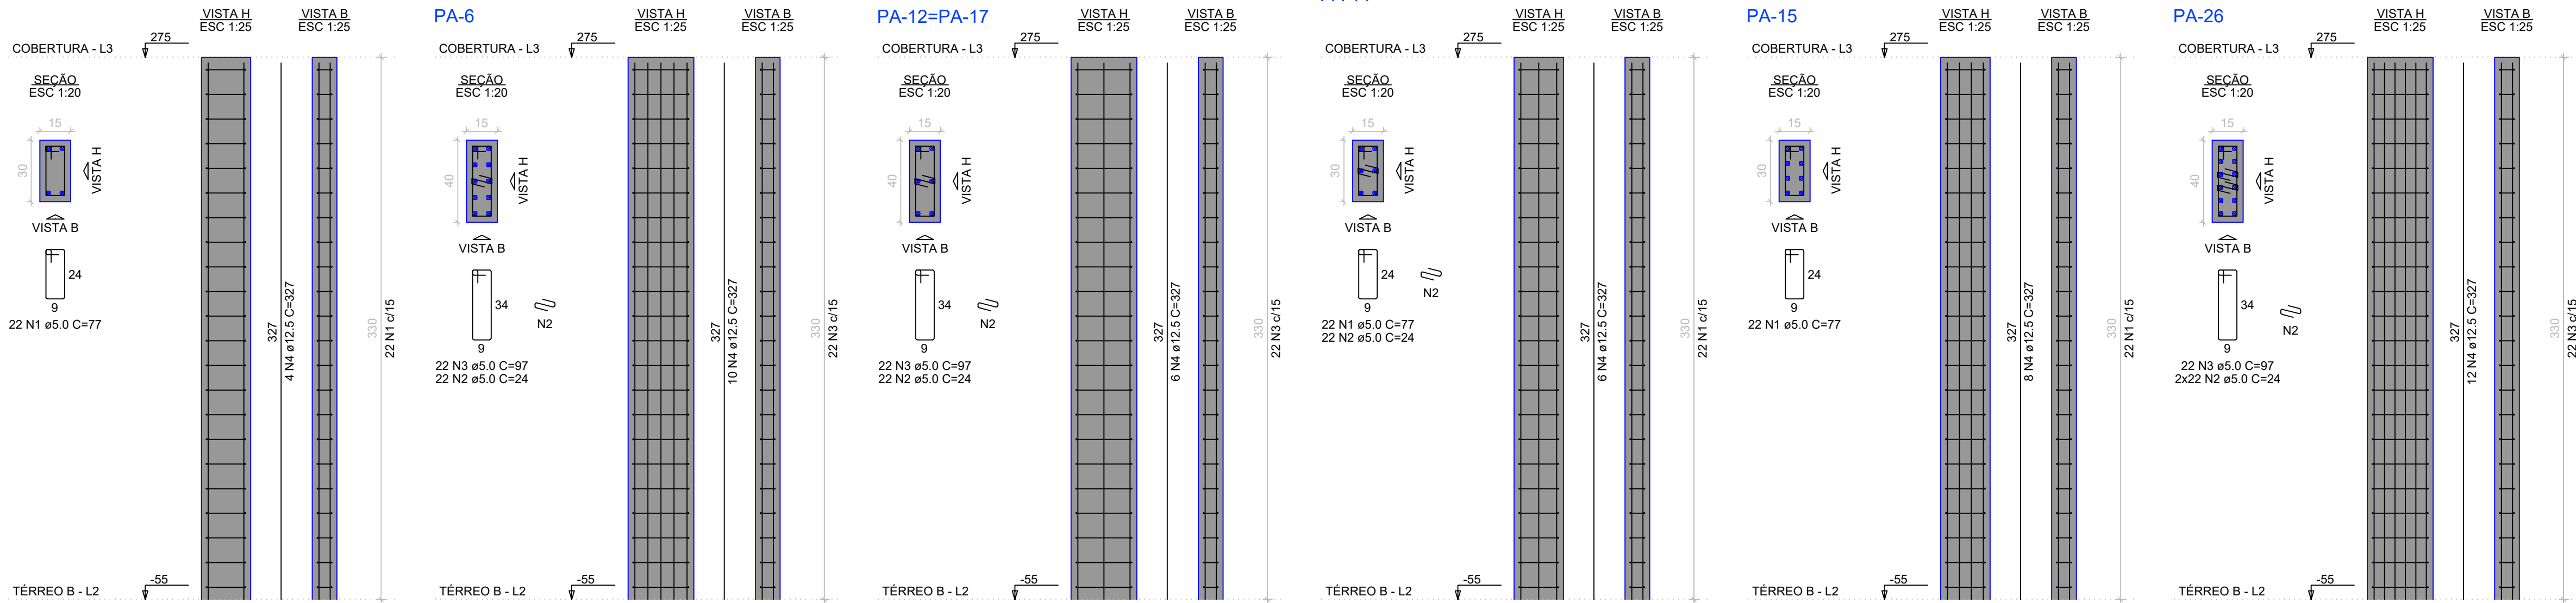 VISTA H
ESC 1:25
VISTA B
ESC 1:25
COBERTURA - L3
275
SEÇÃO
ESC 1:20
15
30
VISTA H
VISTA B
24
9
22 N1 ø5.0 C=77
327
4 N4 ø12.5 C=327
330
22 N1 c/15
TÉRREO B - L2
-55
PA-6
VISTA H
ESC 1:25
VISTA B
ESC 1:25
COBERTURA - L3
275
SEÇÃO
ESC 1:20
15
40
VISTA H
VISTA B
34
9
N2
22 N3 ø5.0 C=97
22 N2 ø5.0 C=24
327
10 N4 ø12.5 C=327
330
22 N3 c/15
TÉRREO B - L2
-55
PA-12=PA-17
VISTA H
ESC 1:25
VISTA B
ESC 1:25
COBERTURA - L3
275
SEÇÃO
ESC 1:20
15
40
VISTA H
VISTA B
34
9
N2
22 N3 ø5.0 C=97
22 N2 ø5.0 C=24
327
6 N4 ø12.5 C=327
330
22 N3 c/15
TÉRREO B - L2
-55
VISTA H
ESC 1:25
VISTA B
ESC 1:25
COBERTURA - L3
275
SEÇÃO
ESC 1:20
15
30
VISTA H
VISTA B
24
9
N2
22 N1 ø5.0 C=77
22 N2 ø5.0 C=24
327
6 N4 ø12.5 C=327
330
22 N1 c/15
TÉRREO B - L2
-55
PA-15
VISTA H
ESC 1:25
VISTA B
ESC 1:25
COBERTURA - L3
275
SEÇÃO
ESC 1:20
15
30
VISTA H
VISTA B
24
9
22 N1 ø5.0 C=77
327
8 N4 ø12.5 C=327
330
22 N1 c/15
TÉRREO B - L2
-55
PA-26
VISTA H
ESC 1:25
VISTA B
ESC 1:25
COBERTURA - L3
275
SEÇÃO
ESC 1:20
15
40
VISTA H
VISTA B
34
9
N2
22 N3 ø5.0 C=97
2x22 N2 ø5.0 C=24
327
12 N4 ø12.5 C=327
330
22 N3 c/15
TÉRREO B - L2
-55